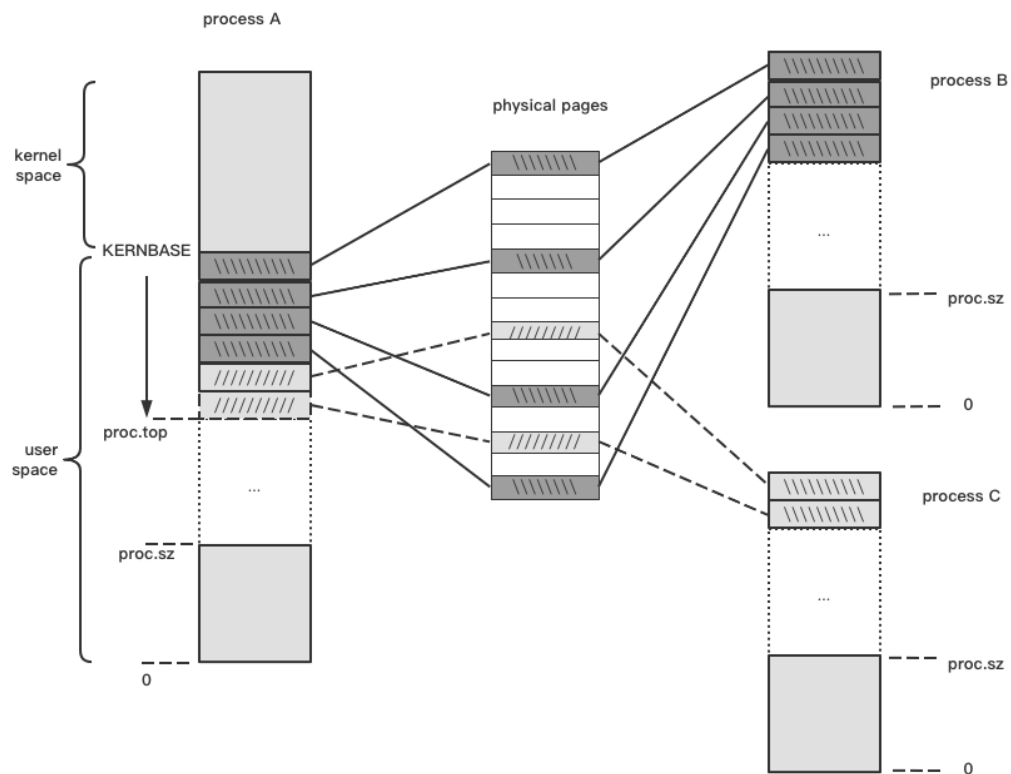 process A
process B
physical pages
kernel
space
KERNBASE
...
proc.sz
0
proc.top
user
space
...
process C
proc.sz
...
0
proc.sz
0